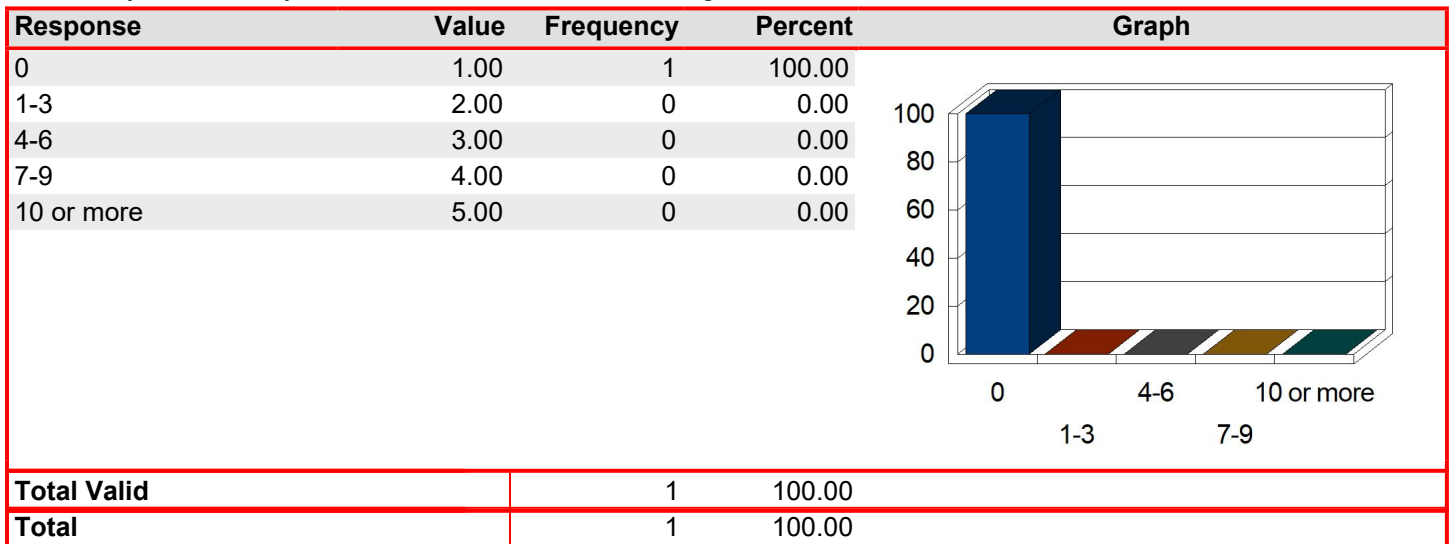 Response Value Frequency Percent Graph
0 1.00 1 100.00
1-3 2.00 0 0.00
4-6 3.00 0 0.00
7-9 4.00 0 0.00
10 or more 5.00 0 0.00
100
80
60
40
20
0
0 4-6 10 or more
1-3 7-9
Total Valid 1 100.00
Total 1 100.00